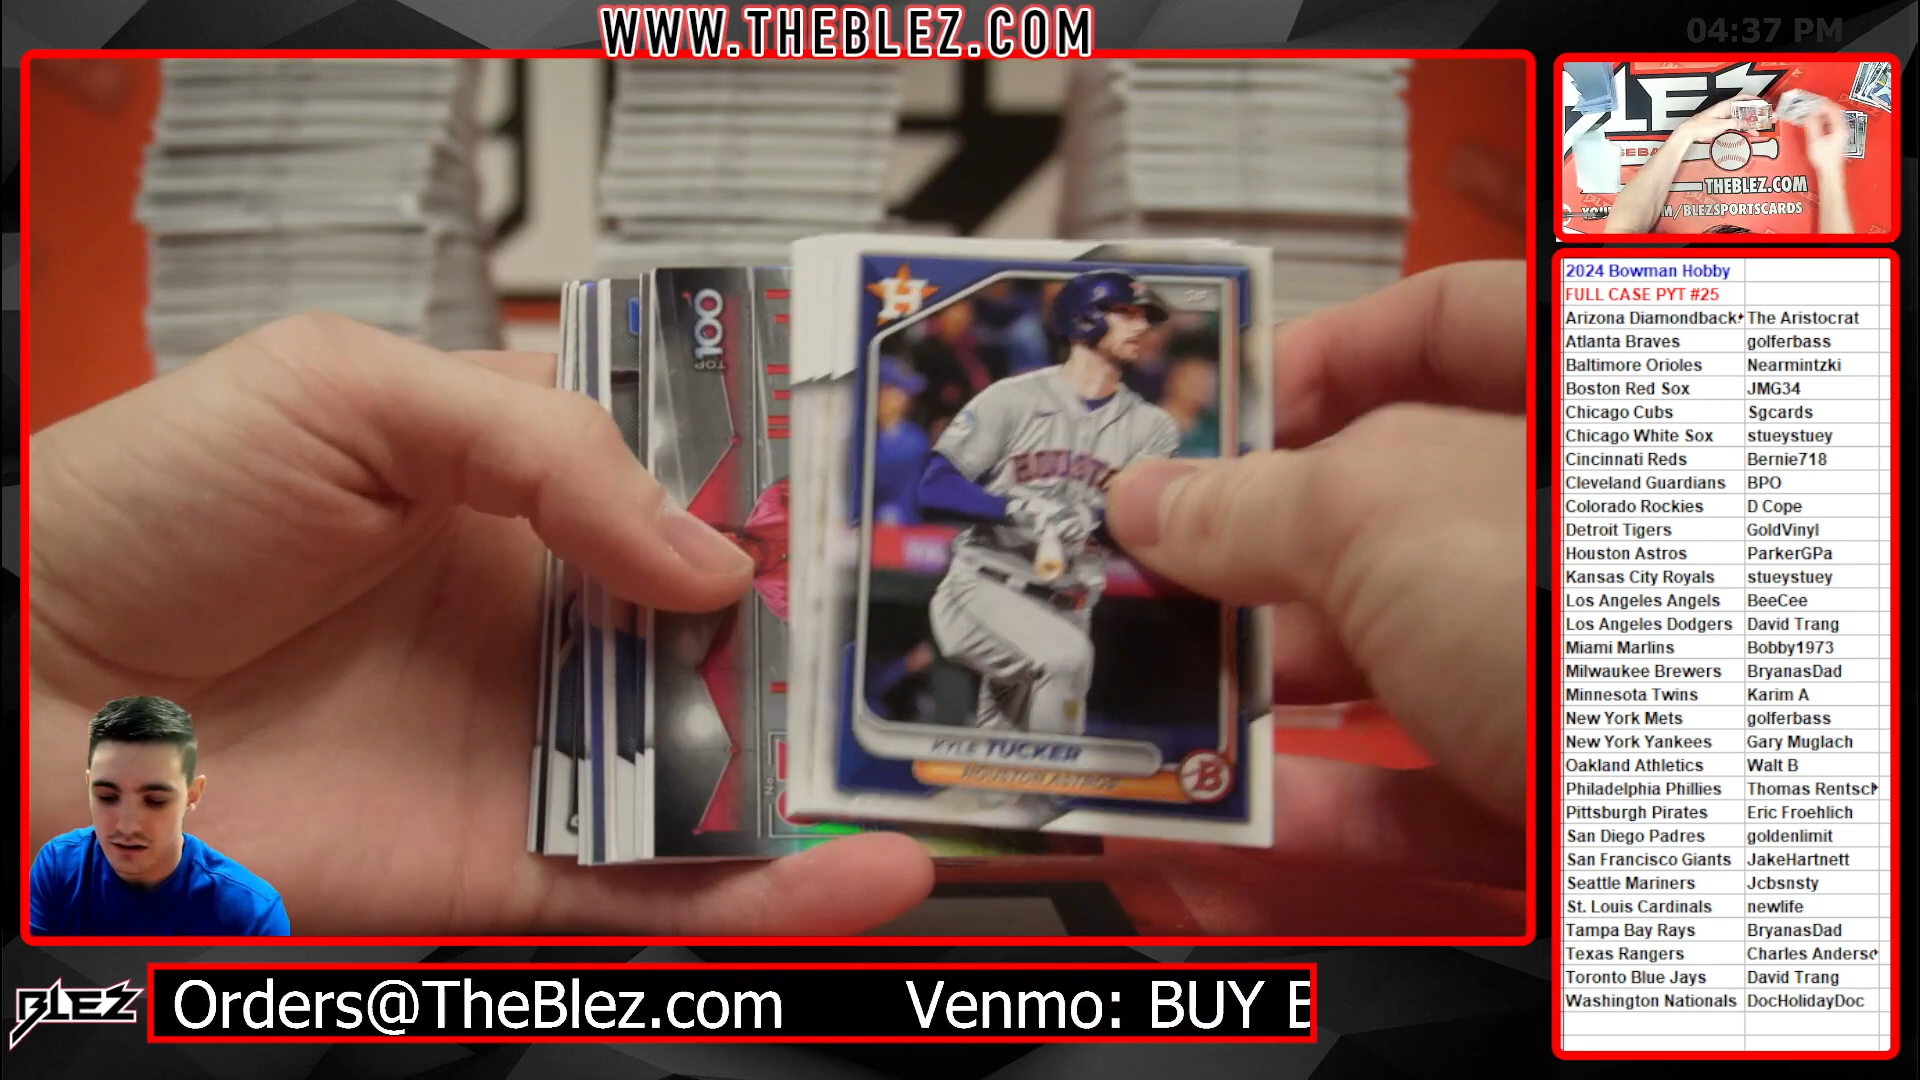 WWW.THEBLEZ.COM
04:37 PM
BLEZ
THEBLEZ.COM
/BLEZSPORTSCARDS
TOP 100
KYLE TUCKER
HOUSTON ASTROS
B
2024 Bowman Hobby
FULL CASE PYT #25
Arizona Diamondback The Aristocrat
Atlanta Braves golferbass
Baltimore Orioles Nearmintzki
Boston Red Sox JMG34
Chicago Cubs Sgcards
Chicago White Sox stueystuey
Cincinnati Reds Bernie718
Cleveland Guardians BPO
Colorado Rockies D Cope
Detroit Tigers GoldVinyl
Houston Astros ParkerGPa
Kansas City Royals stueystuey
Los Angeles Angels BeeCee
Los Angeles Dodgers David Trang
Miami Marlins Bobby1973
Milwaukee Brewers BryanasDad
Minnesota Twins Karim A
New York Mets golferbass
New York Yankees Gary Muglach
Oakland Athletics Walt B
Philadelphia Phillies Thomas Rentscl
Pittsburgh Pirates Eric Froehlich
San Diego Padres goldenlimit
San Francisco Giants JakeHartnett
Seattle Mariners Jcbsnsty
St. Louis Cardinals newlife
Tampa Bay Rays BryanasDad
Texas Rangers Charles Anders
Toronto Blue Jays David Trang
Washington Nationals DocHolidayDoc
BLEZ
Orders@TheBlez.com Venmo: BUY